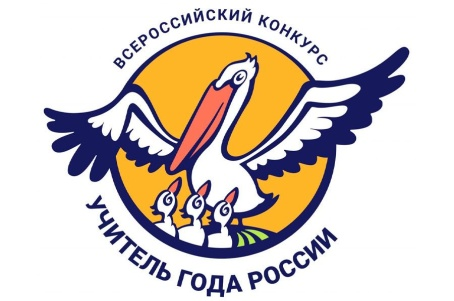 ВСЕРОССИЙСКИЙ КОНКУРС
УЧИТЕЛЬ ГОДА РОССИИ